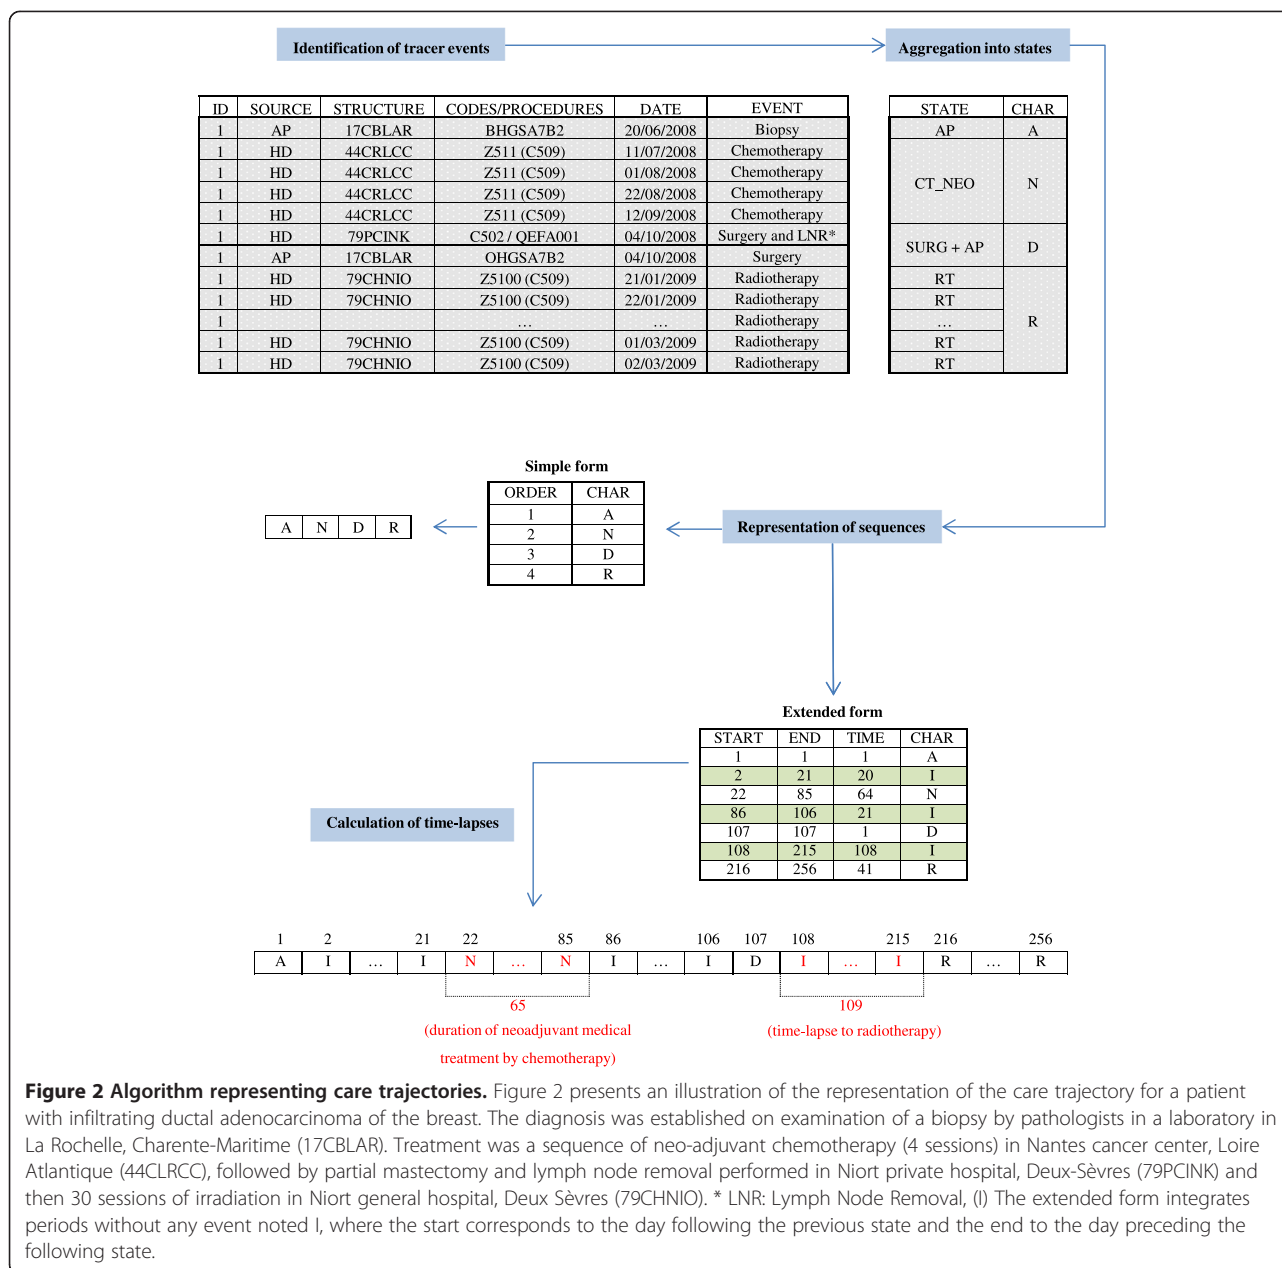 Identification of tracer events
Aggregation into states
ID SOURCE STRUCTURE CODES/PROCEDURES DATE EVENT
1 AP 17CBLAR BHGSA7B2 20/06/2008 Biopsy
1 HD 44CRLCC Z511 (C509) 11/07/2008 Chemotherapy
1 HD 44CRLCC Z511 (C509) 01/08/2008 Chemotherapy
1 HD 44CRLCC Z511 (C509) 22/08/2008 Chemotherapy
1 HD 44CRLCC Z511 (C509) 12/09/2008 Chemotherapy
1 HD 79PCINK C502 / QEFA001 04/10/2008 Surgery and LNR*
1 AP 17CBLAR OHGSA7B2 04/10/2008 Surgery
1 HD 79CHNIO Z5100 (C509) 21/01/2009 Radiotherapy
1 HD 79CHNIO Z5100 (C509) 22/01/2009 Radiotherapy
1 ... ... Radiotherapy
1 HD 79CHNIO Z5100 (C509) 01/03/2009 Radiotherapy
1 HD 79CHNIO Z5100 (C509) 02/03/2009 Radiotherapy
STATE CHAR
AP A
CT_NEO N
SURG + AP D
RT
RT
... R
RT
RT
Simple form
ORDER CHAR
1 A
2 N
3 D
4 R
A N D R
Representation of sequences
Extended form
START END TIME CHAR
1 1 1 A
2 21 20 I
22 85 64 N
86 106 21 I
107 107 1 D
108 215 108 I
216 256 41 R
Calculation of time-lapses
1 2 21 22 85 86 106 107 108 215 216 256
A I ... I N ... N I ... I D I ... I R ... R
65
(duration of neoadjuvant medical
treatment by chemotherapy)
109
(time-lapse to radiotherapy)
Figure 2 Algorithm representing care trajectories. Figure 2 presents an illustration of the representation of the care trajectory for a patient
with infiltrating ductal adenocarcinoma of the breast. The diagnosis was established on examination of a biopsy by pathologists in a laboratory in
La Rochelle, Charente-Maritime (17CBLAR). Treatment was a sequence of neo-adjuvant chemotherapy (4 sessions) in Nantes cancer center, Loire
Atlantique (44CLRCC), followed by partial mastectomy and lymph node removal performed in Niort private hospital, Deux-Sèvres (79PCINK) and
then 30 sessions of irradiation in Niort general hospital, Deux Sèvres (79CHNIO). * LNR: Lymph Node Removal, (I) The extended form integrates
periods without any event noted I, where the start corresponds to the day following the previous state and the end to the day preceding the
following state.